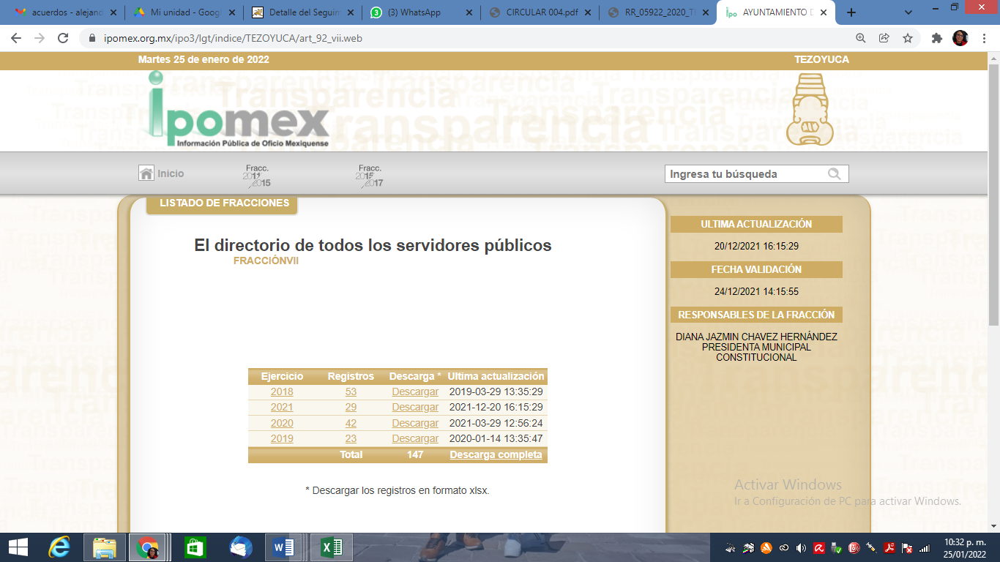 acuerdos - alejand
Mi unidad - Googl
Detalle del Seguim
(3) WhatsApp
CIRCULAR 004.pdf
RR_05922_2020_T
AYUNTAMIENTO D
ipomex.org.mx/ipo3/lgt/indice/TEZOYUCA/art_92_vii.web
Martes 25 de enero de 2022
TEZOYUCA
ipomex
Información Pública de Oficio Mexiquense
Transparencia
Inicio
Fracc.
2015
Fracc.
2017
Ingresa tu búsqueda
LISTADO DE FRACCIONES
El directorio de todos los servidores públicos
FRACCIÓNVII
Ejercicio Registros Descarga * Ultima actualización
2018 53 Descargar 2019-03-29 13:35:29
2021 29 Descargar 2021-12-20 16:15:29
2020 42 Descargar 2021-03-29 12:56:24
2019 23 Descargar 2020-01-14 13:35:47
Total 147 Descarga completa
* Descargar los registros en formato xlsx.
ULTIMA ACTUALIZACIÓN
20/12/2021 16:15:29
FECHA VALIDACIÓN
24/12/2021 14:15:55
RESPONSABLES DE LA FRACCIÓN
DIANA JAZMIN CHAVEZ HERNÁNDEZ
PRESIDENTA MUNICIPAL
CONSTITUCIONAL
Activar Windows
Ir a Configuración de PC para activar Windows.
10:32 p. m.
25/01/2022